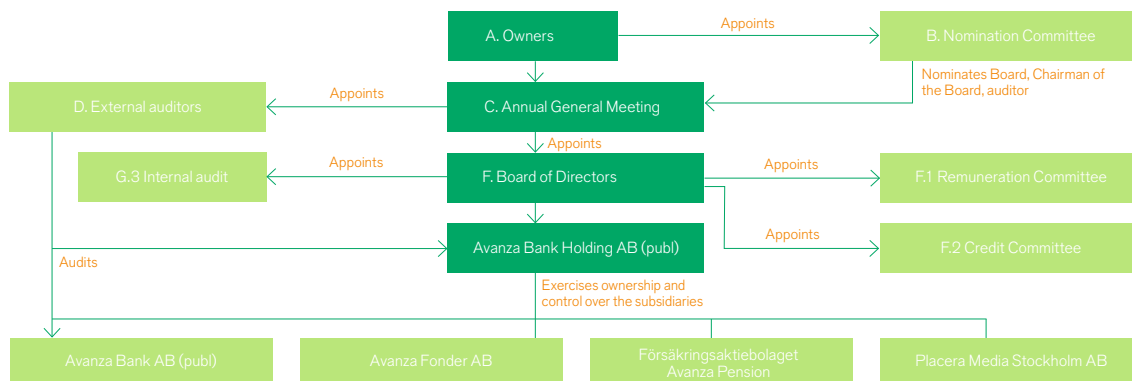 A. Owners
Appoints
B. Nomination Committee
Nominates Board, Chairman of
the Board, auditor
D. External auditors
Appoints
C. Annual General Meeting
Appoints
G.3 Internal audit
Appoints
F. Board of Directors
Appoints
F.1 Remuneration Committee
Avanza Bank Holding AB (publ)
Appoints
F.2 Credit Committee
Audits
Exercises ownership and
control over the subsidiaries
Avanza Bank AB (publ)
Avanza Fonder AB
Försäkringsaktiebolaget
Avanza Pension
Placera Media Stockholm AB